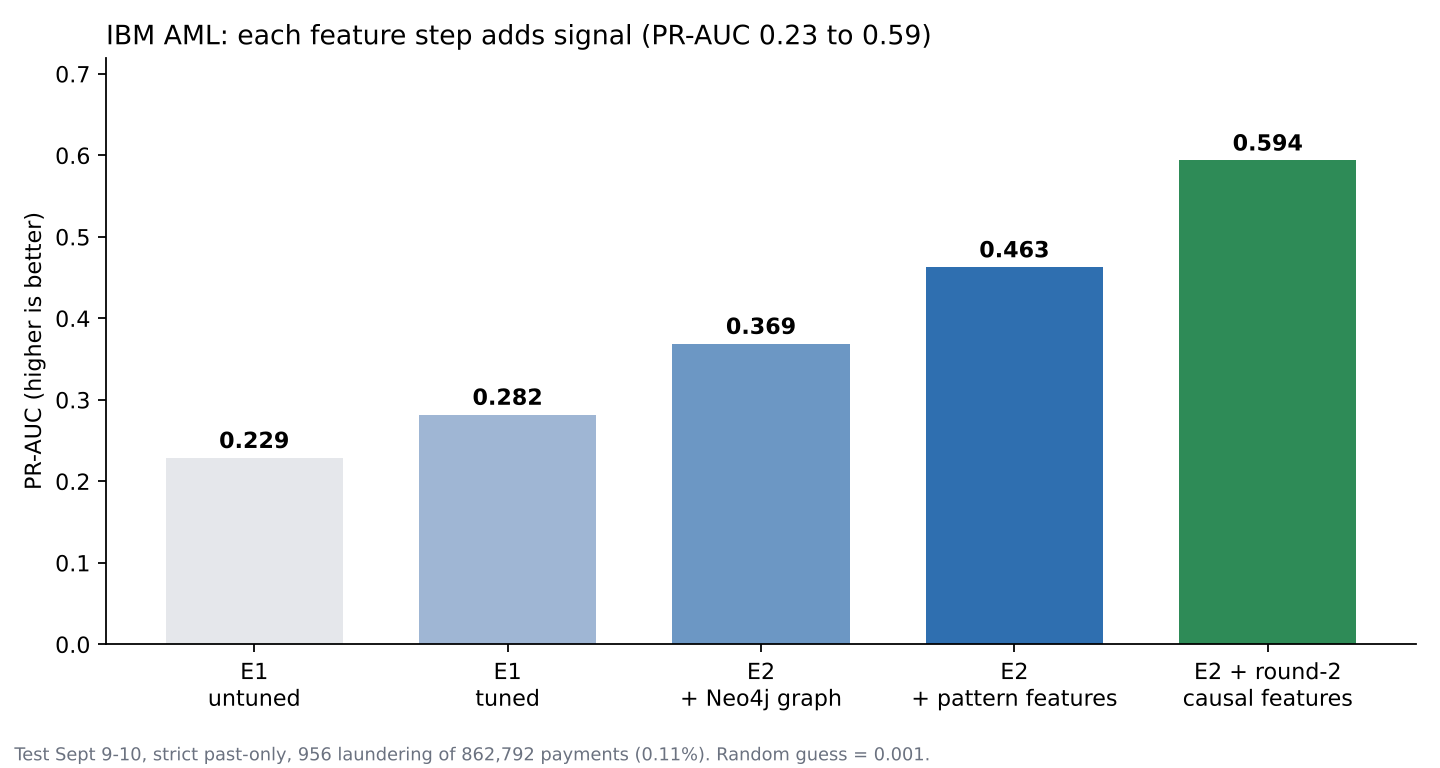 IBM AML: each feature step adds signal (PR-AUC 0.23 to 0.59)
PR-AUC (higher is better)
0.7
0.6
0.5
0.4
0.3
0.2
0.1
0.0
0.229
0.282
0.369
0.463
0.594
E1
untuned
E1
tuned
E2
+ Neo4j graph
E2
+ pattern features
E2 + round-2
causal features
Test Sept 9-10, strict past-only, 956 laundering of 862,792 payments (0.11%). Random guess = 0.001.